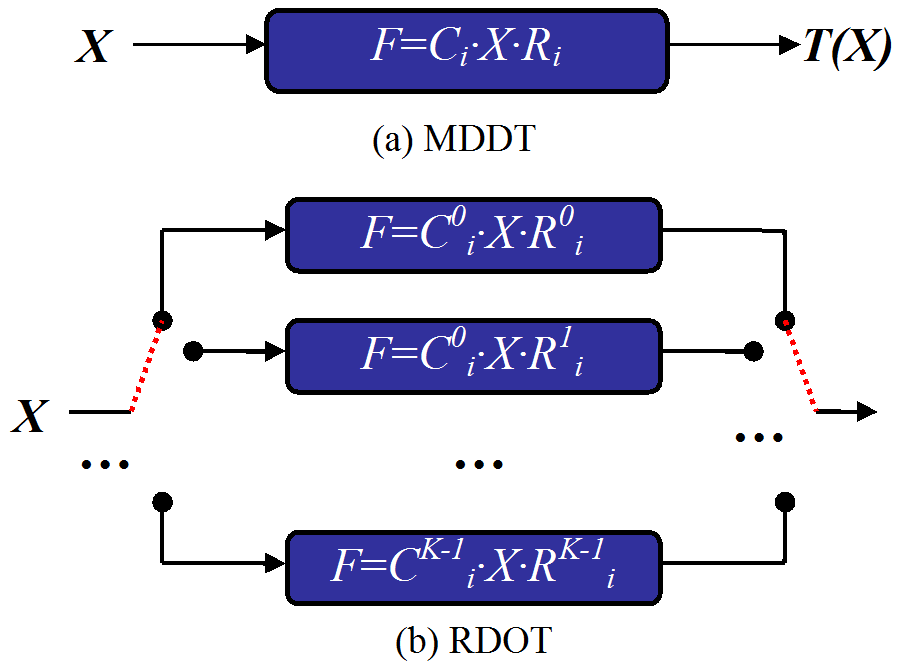 X F=Cᵢ·X·Rᵢ T(X)
(a) MDDT
F=C⁰ᵢ·X·R⁰ᵢ
F=C⁰ᵢ·X·R¹ᵢ
X
... ... ...
F=Cᴷ⁻¹ᵢ·X·Rᴷ⁻¹ᵢ
(b) RDOT